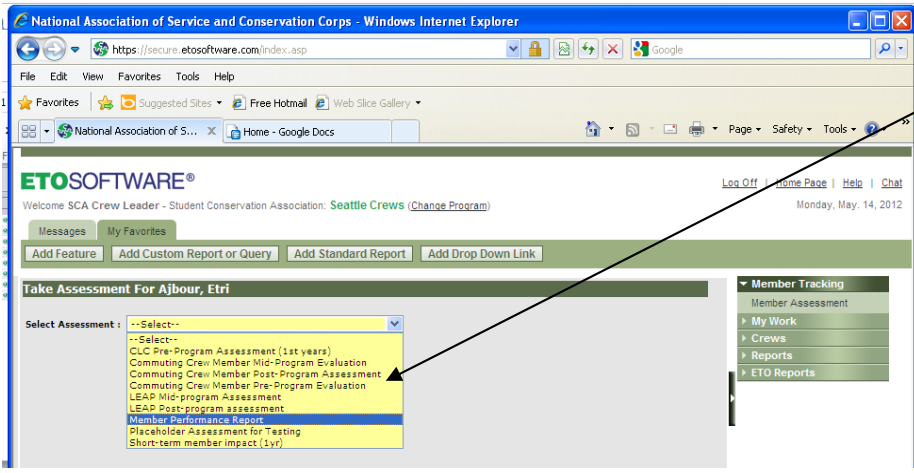 National Association of Service and Conservation Corps - Windows Internet Explorer
https://secure.etosoftware.com/index.asp
Google
File Edit View Favorites Tools Help
Favorites Suggested Sites Free Hotmail Web Slice Gallery
National Association of S... X Home - Google Docs Page Safety Tools »
ETOSOFTWARE®
Log Off | Home Page | Help | Chat
Welcome SCA Crew Leader - Student Conservation Association: Seattle Crews (Change Program) Monday, May. 14, 2012
Messages My Favorites
Add Feature Add Custom Report or Query Add Standard Report Add Drop Down Link
Take Assessment For Ajbour, Etri
Select Assessment : --Select--
--Select--
CLC Pre-Program Assessment (1st years)
Commuting Crew Member Mid-Program Evaluation
Commuting Crew Member Post-Program Assessment
Commuting Crew Member Pre-Program Evaluation
LEAP Mid-program Assessment
LEAP Post-program assessment
Member Performance Report
Placeholder Assessment for Testing
Short-term member impact (1yr)
Member Tracking
Member Assessment
My Work
Crews
Reports
ETO Reports